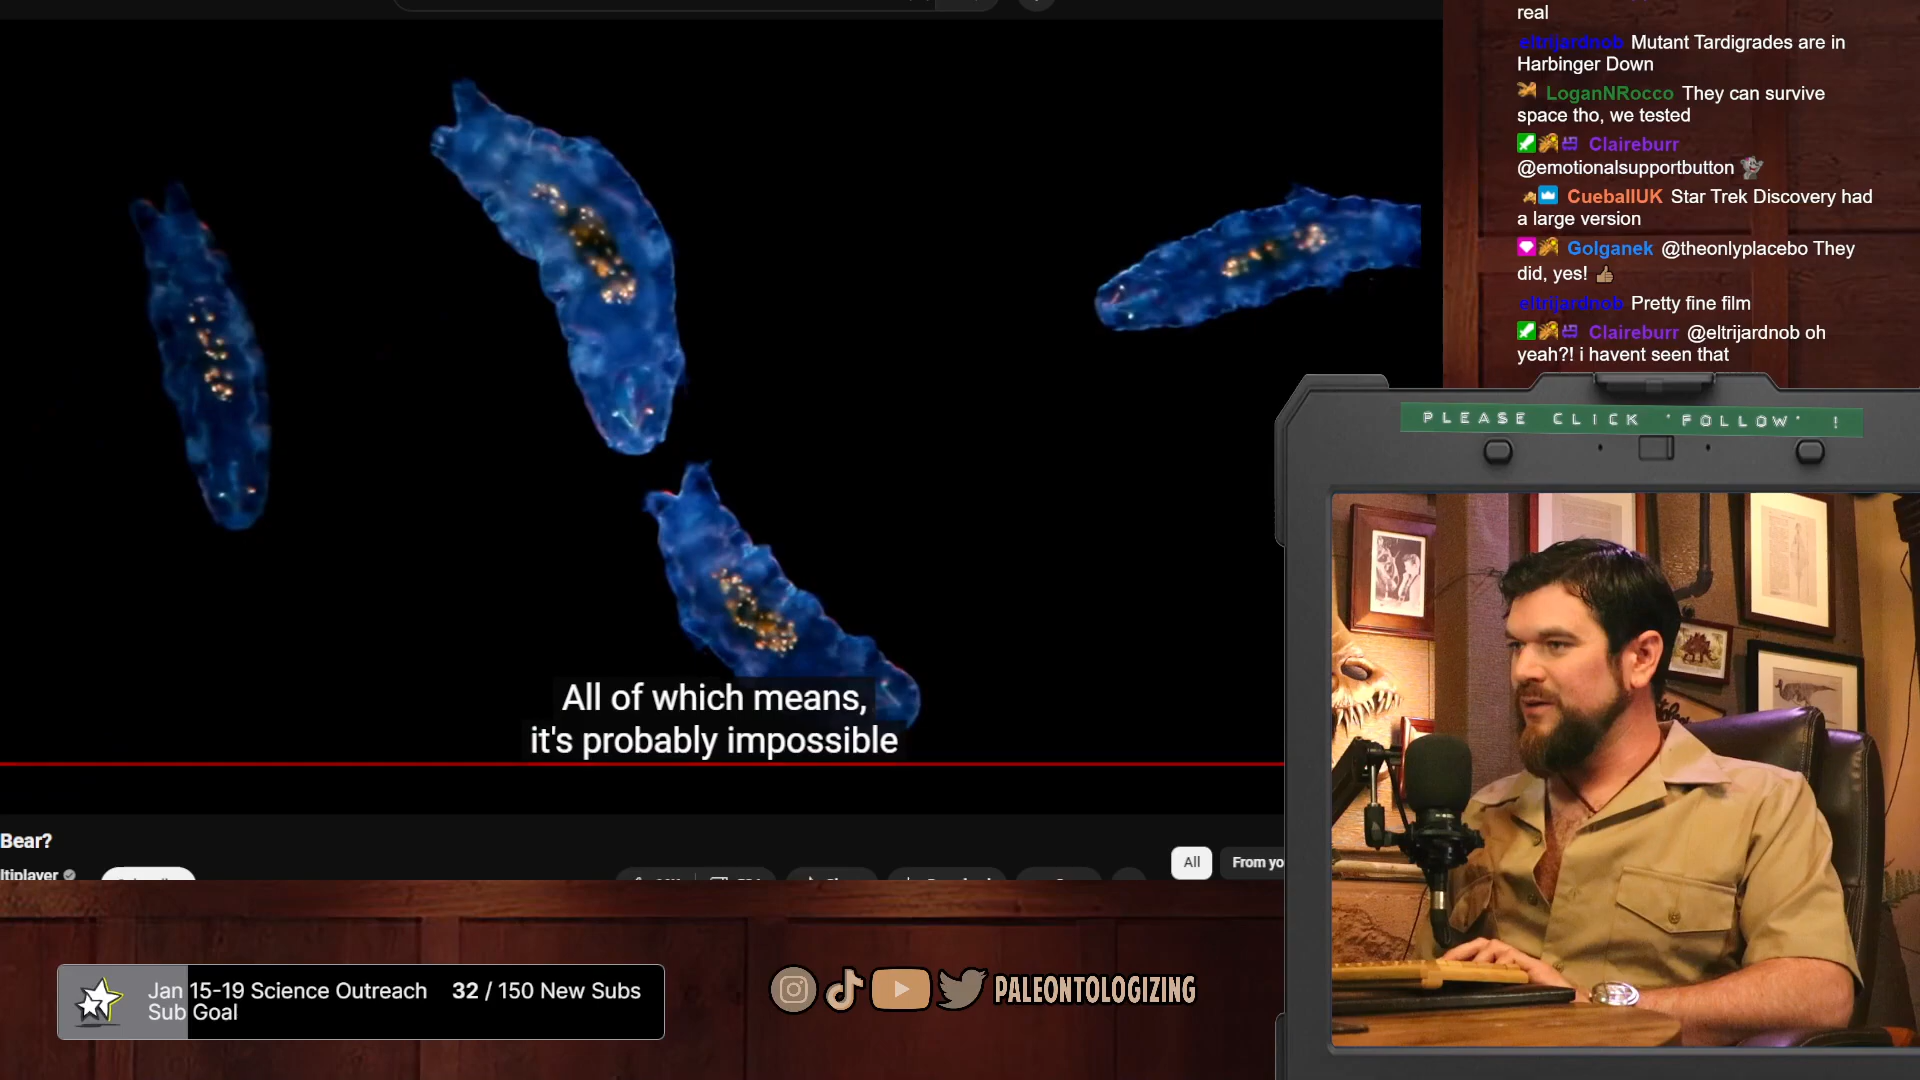 All of which means,
it's probably impossible
Bear?
ltiplayer
All
From yo
Jan 15-19 Science Outreach
Sub Goal
32 / 150 New Subs
PALEONTOLOGIZING
real
eltrijardnob Mutant Tardigrades are in
Harbinger Down
LoganNRocco They can survive
space tho, we tested
Claireburr
@emotionalsupportbutton
CueballUK Star Trek Discovery had
a large version
Golganek @theonlyplacebo They
did, yes!
eltrijardnob Pretty fine film
Claireburr @eltrijardnob oh
yeah?! i havent seen that
PLEASE CLICK "FOLLOW" !